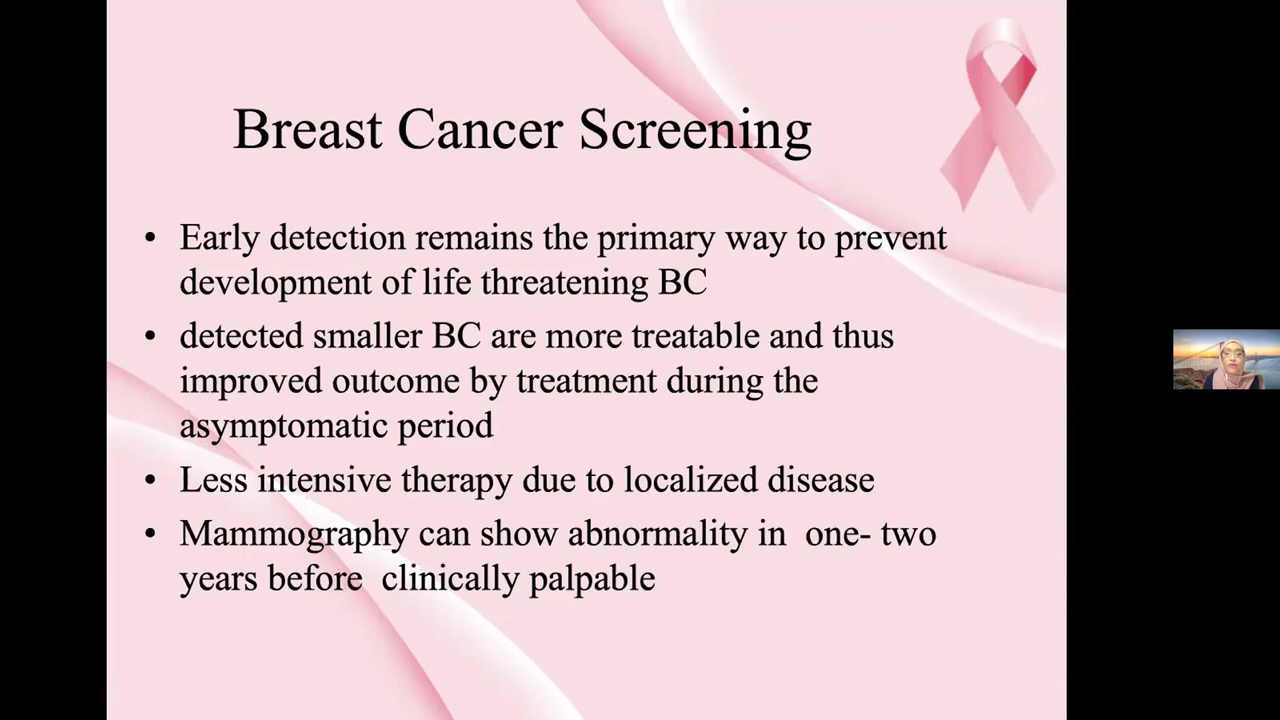 Breast Cancer Screening
• Early detection remains the primary way to prevent
development of life threatening BC
• detected smaller BC are more treatable and thus
improved outcome by treatment during the
asymptomatic period
• Less intensive therapy due to localized disease
• Mammography can show abnormality in  one- two
years before  clinically palpable